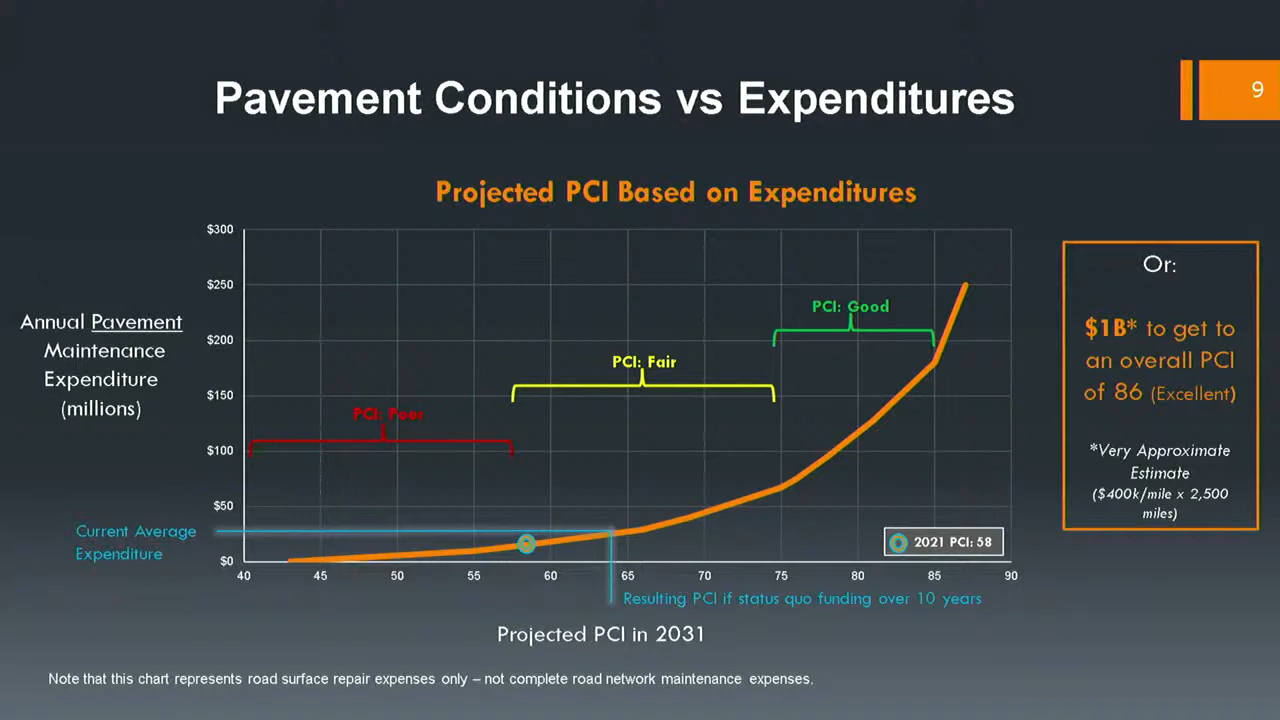 Pavement Conditions vs Expenditures
9
Projected PCI Based on Expenditures
Annual Pavement
Maintenance
Expenditure
(millions)
$300
$250
$200
$150
$100
$50
$0
PCI: Poor
PCI: Fair
PCI: Good
Current Average
Expenditure
2021 PCI: 58
40 45 50 55 60 65 70 75 80 85 90
Resulting PCI if status quo funding over 10 years
Projected PCI in 2031
Or:
$1B* to get to
an overall PCI
of 86 (Excellent)
*Very Approximate
Estimate
($400k/mile x 2,500
miles)
Note that this chart represents road surface repair expenses only – not complete road network maintenance expenses.